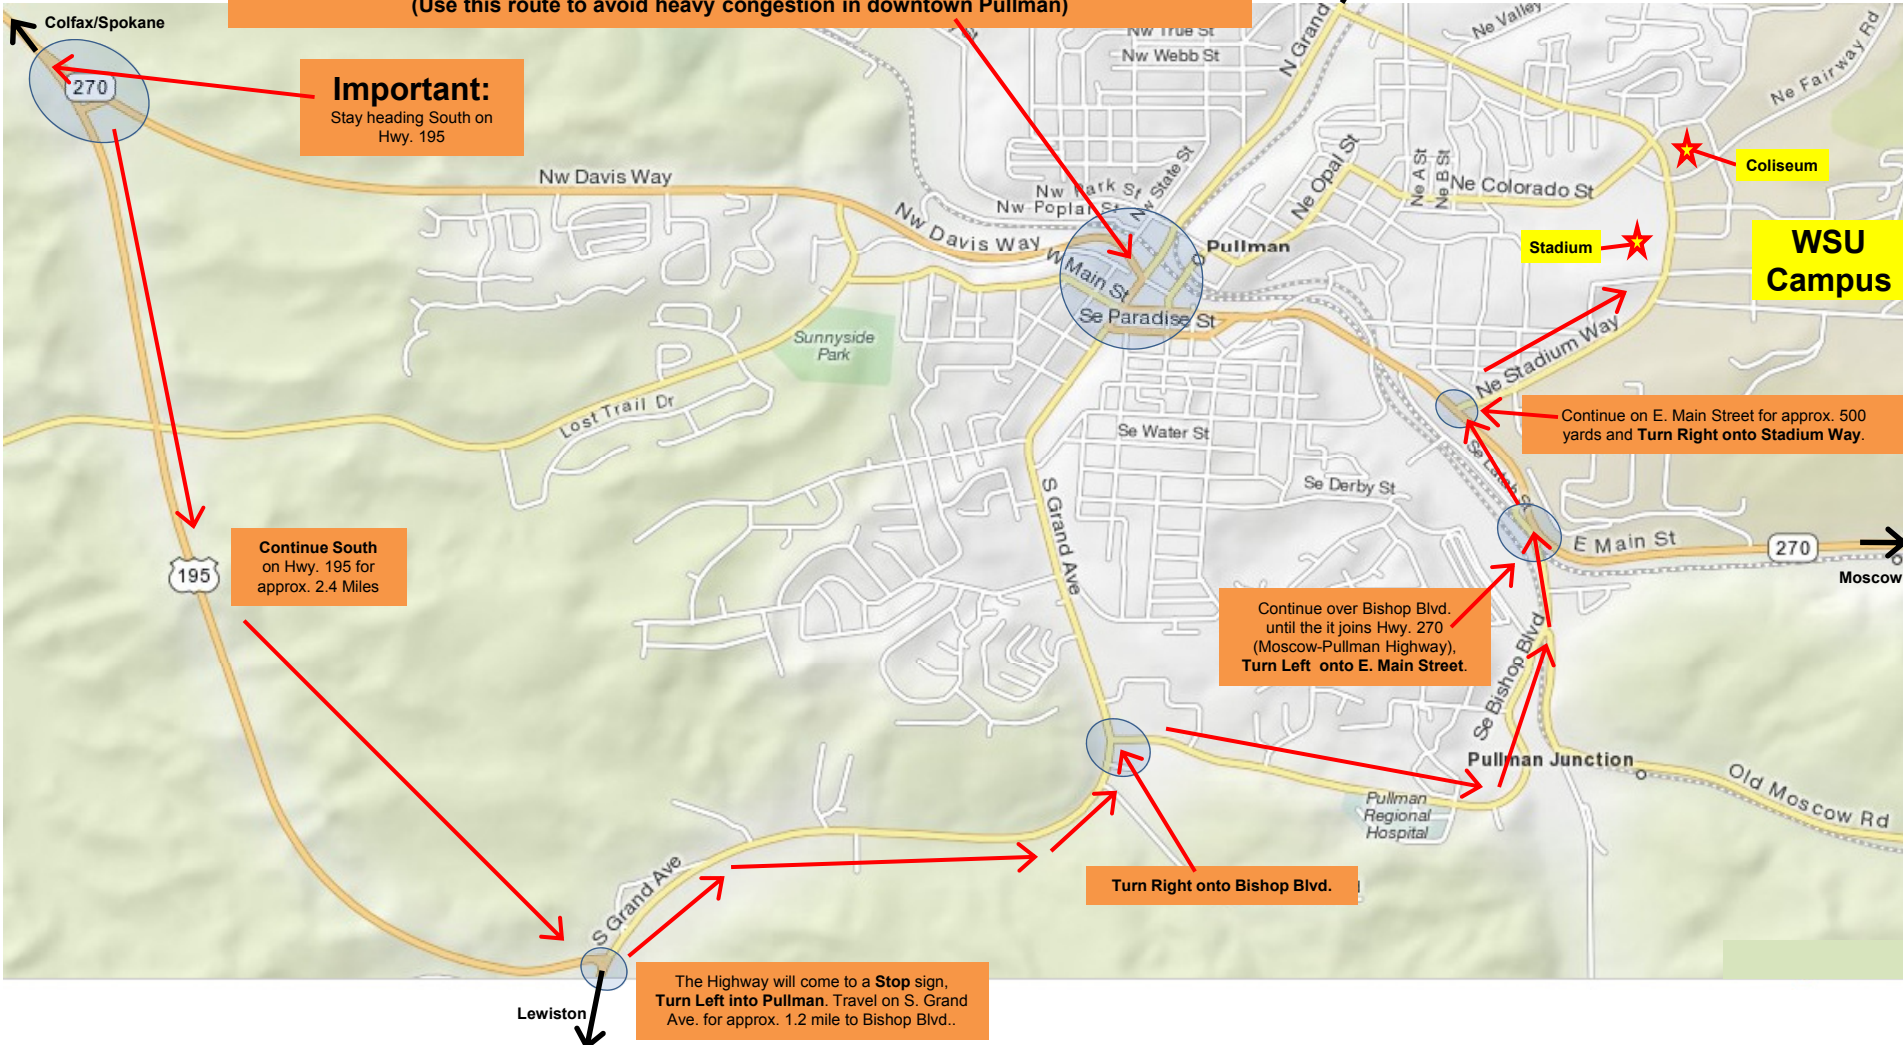 (Use this route to avoid heavy congestion in downtown Pullman)
Colfax/Spokane
270
Important:
Stay heading South on
Hwy. 195
Nw True St
Nw Webb St
N Grand
Ne Valley
Ne Fairway Rd
Coliseum
Nw Davis Way
Nw Park St
Nw State St
Nw Poplar St
Ne Opal St
Ne A St
Ne B St
Ne Colorado St
Nw Davis Way
W Main St
Pullman
Stadium
WSU
Campus
Se Paradise St
Sunnyside
Park
Ne Stadium Way
Lost Trail Dr
Continue on E. Main Street for approx. 500
yards and Turn Right onto Stadium Way.
Se Water St
Se Latah St
Se Derby St
S Grand Ave
E Main St
270
Moscow
Continue South
on Hwy. 195 for
approx. 2.4 Miles
195
Continue over Bishop Blvd.
until the it joins Hwy. 270
(Moscow-Pullman Highway),
Turn Left onto E. Main Street.
Se Bishop Blvd
Pullman Junction
Old Moscow Rd
Pullman
Regional
Hospital
Turn Right onto Bishop Blvd.
S Grand Ave
The Highway will come to a Stop sign,
Turn Left into Pullman. Travel on S. Grand
Ave. for approx. 1.2 mile to Bishop Blvd..
Lewiston